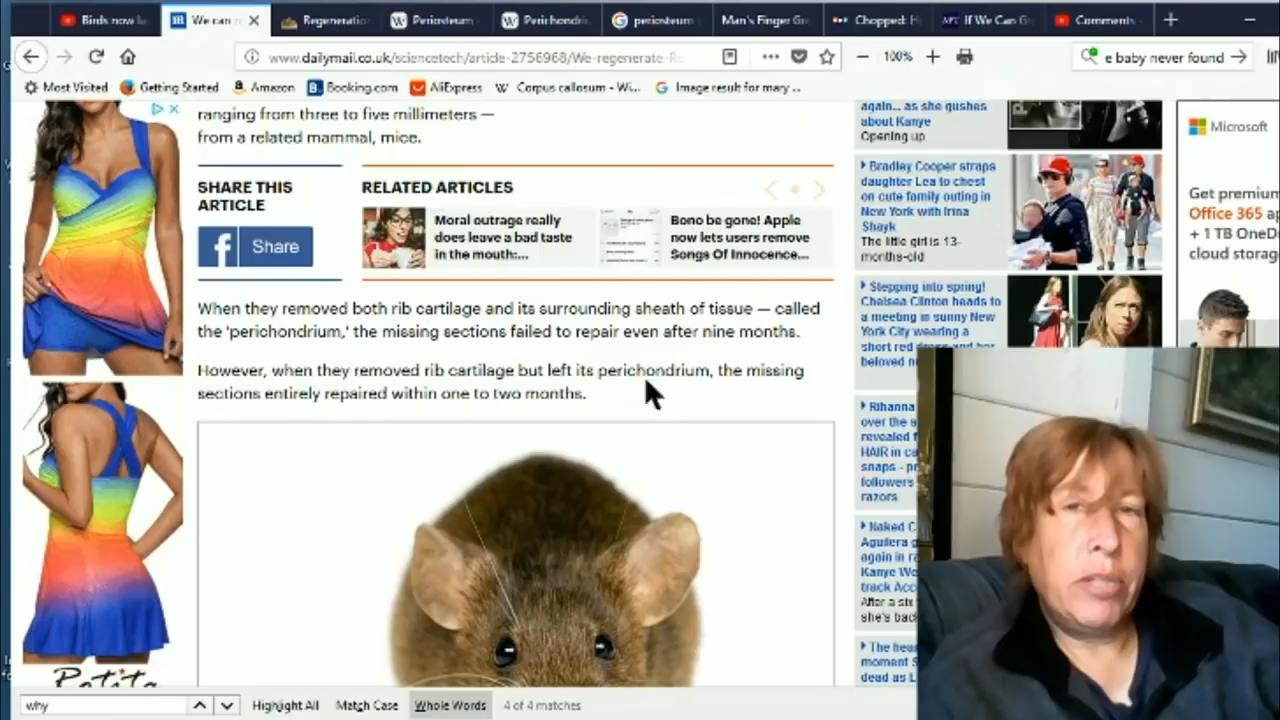 Birds now la
We can r
Regeneration
Periosteum
Perichondriu
periosteum v
Man's Finger Gr
Chopped: H
If We Can G
Comments
www.dailymail.co.uk/sciencetech/article-2756968/We-regenerate-R
100%
e baby never found
Most Visited
Getting Started
Amazon
Booking.com
AliExpress
Corpus callosum - Wi...
Image result for mary ...
ranging from three to five millimeters —
from a related mammal, mice.
SHARE THIS
ARTICLE
Share
RELATED ARTICLES
Moral outrage really
does leave a bad taste
in the mouth:...
Bono be gone! Apple
now lets users remove
Songs Of Innocence...
When they removed both rib cartilage and its surrounding sheath of tissue — called
the 'perichondrium,' the missing sections failed to repair even after nine months.
However, when they removed rib cartilage but left its perichondrium, the missing
sections entirely repaired within one to two months.
again... as she gushes
about Kanye
Opening up
Bradley Cooper straps
daughter Lea to chest
on cute family outing in
New York with Irina
Shayk
The little girl is 13-
months-old
Stepping into spring!
Chelsea Clinton heads to
a meeting in sunny New
York City wearing a
short red dress and her
beloved n
Rihanna
over the s
revealed f
HAIR in ca
snaps - pr
followers
razors
Naked C
Aguilera g
again in ra
Kanye We
track Acc
After a six
she's back
The hear
moment S
dead as L
Microsoft
Get premium
Office 365 a
+ 1 TB OneD
cloud storag
why
Highlight All
Match Case
Whole Words
4 of 4 matches